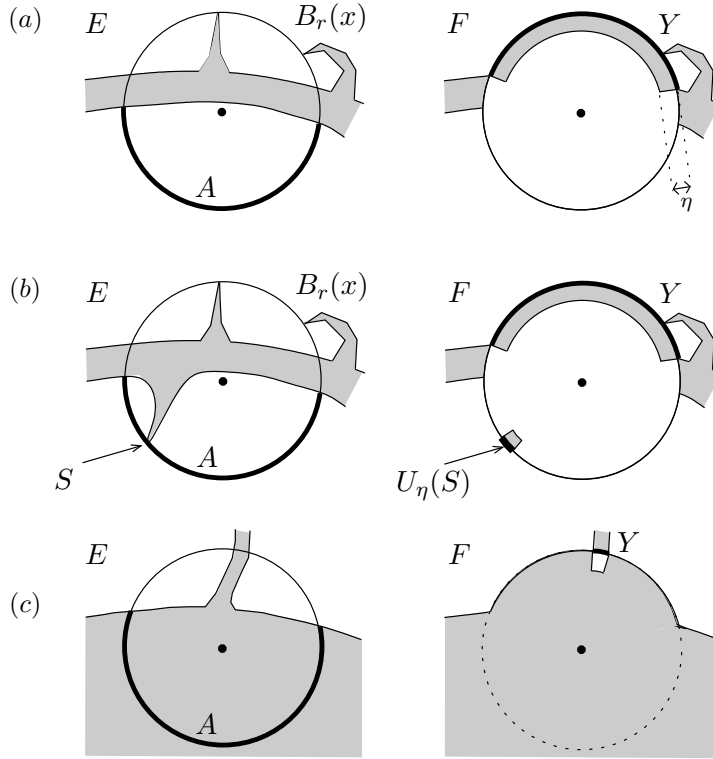 (a) E B_r(x) F Y
A η
(b) E B_r(x) F Y
S A U_η(S)
E F Y
(c)
A